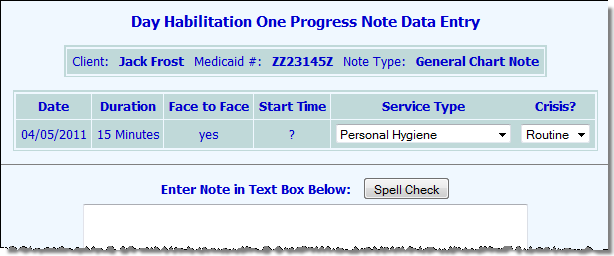 Day Habilitation One Progress Note Data Entry
Client: Jack Frost Medicaid #: ZZ23145Z Note Type: General Chart Note
Date Duration Face to Face Start Time Service Type Crisis?
04/05/2011 15 Minutes yes ? Personal Hygiene Routine
Enter Note in Text Box Below: Spell Check